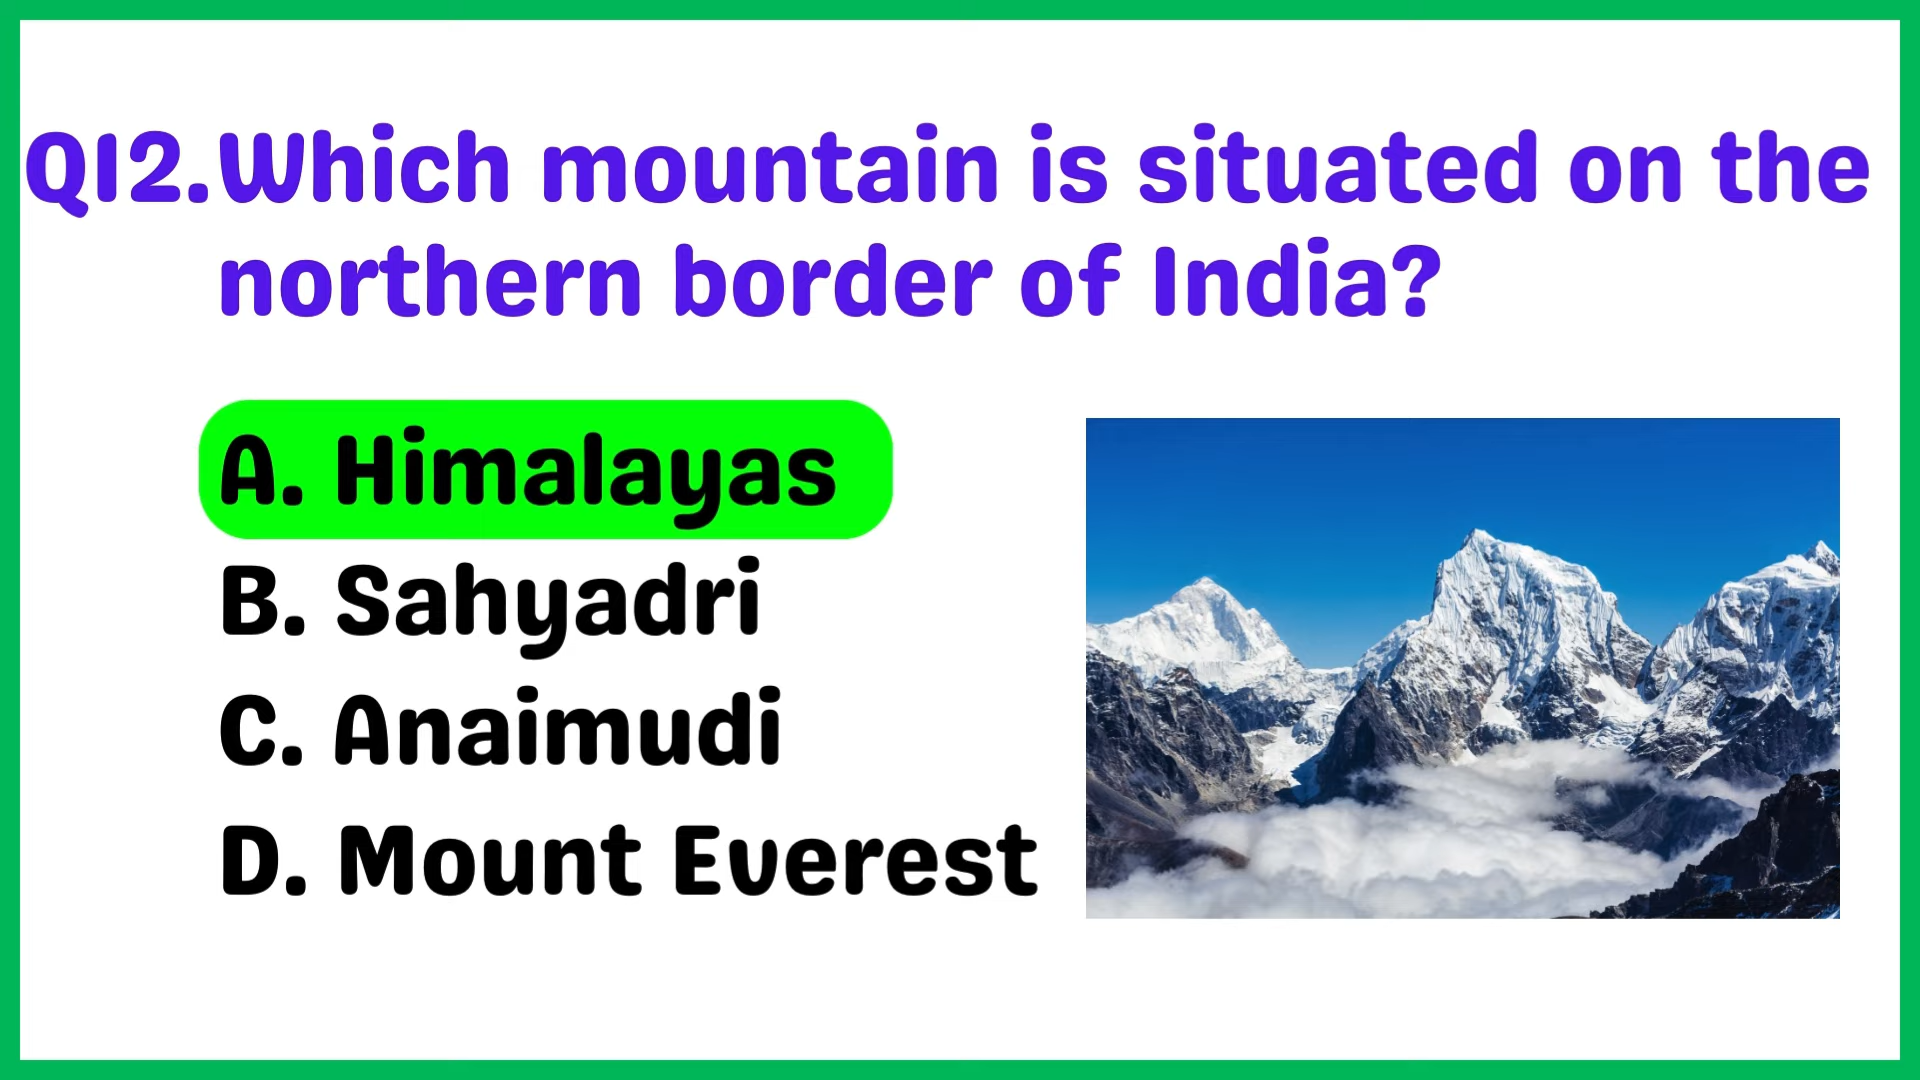 Q12.Which mountain is situated on the
northern border of India?
A. Himalayas
B. Sahyadri
C. Anaimudi
D. Mount Everest